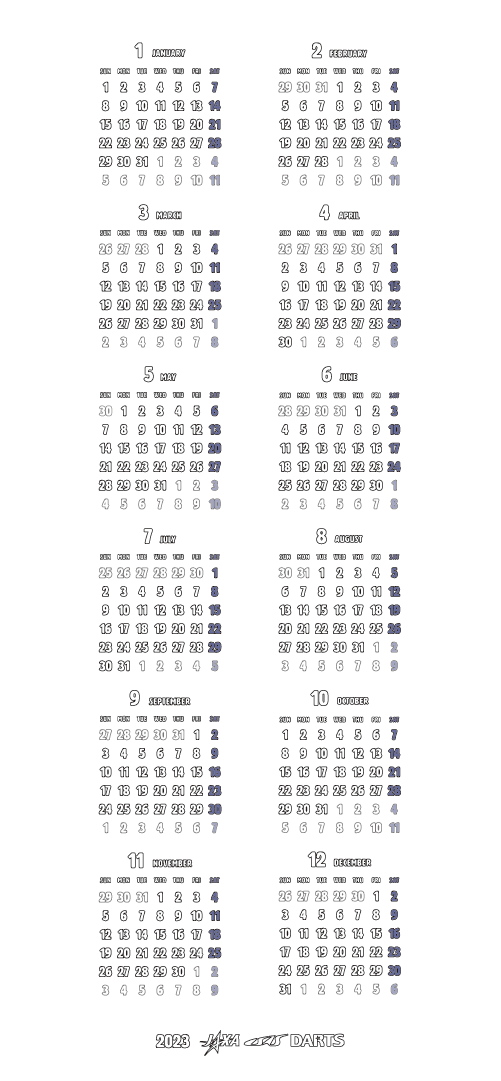 1 JANUARY
SUN MON TUE WED THU FRI SAT
1 2 3 4 5 6 7
8 9 10 11 12 13 14
15 16 17 18 19 20 21
22 23 24 25 26 27 28
29 30 31 1 2 3 4
5 6 7 8 9 10 11
2 FEBRUARY
SUN MON TUE WED THU FRI SAT
29 30 31 1 2 3 4
5 6 7 8 9 10 11
12 13 14 15 16 17 18
19 20 21 22 23 24 25
26 27 28 1 2 3 4
5 6 7 8 9 10 11
3 MARCH
SUN MON TUE WED THU FRI SAT
26 27 28 1 2 3 4
5 6 7 8 9 10 11
12 13 14 15 16 17 18
19 20 21 22 23 24 25
26 27 28 29 30 31 1
2 3 4 5 6 7 8
4 APRIL
SUN MON TUE WED THU FRI SAT
26 27 28 29 30 31 1
2 3 4 5 6 7 8
9 10 11 12 13 14 15
16 17 18 19 20 21 22
23 24 25 26 27 28 29
30 1 2 3 4 5 6
5 MAY
SUN MON TUE WED THU FRI SAT
30 1 2 3 4 5 6
7 8 9 10 11 12 13
14 15 16 17 18 19 20
21 22 23 24 25 26 27
28 29 30 31 1 2 3
4 5 6 7 8 9 10
6 JUNE
SUN MON TUE WED THU FRI SAT
28 29 30 31 1 2 3
4 5 6 7 8 9 10
11 12 13 14 15 16 17
18 19 20 21 22 23 24
25 26 27 28 29 30 1
2 3 4 5 6 7 8
7 JULY
SUN MON TUE WED THU FRI SAT
25 26 27 28 29 30 1
2 3 4 5 6 7 8
9 10 11 12 13 14 15
16 17 18 19 20 21 22
23 24 25 26 27 28 29
30 31 1 2 3 4 5
8 AUGUST
SUN MON TUE WED THU FRI SAT
30 31 1 2 3 4 5
6 7 8 9 10 11 12
13 14 15 16 17 18 19
20 21 22 23 24 25 26
27 28 29 30 31 1 2
3 4 5 6 7 8 9
9 SEPTEMBER
SUN MON TUE WED THU FRI SAT
27 28 29 30 31 1 2
3 4 5 6 7 8 9
10 11 12 13 14 15 16
17 18 19 20 21 22 23
24 25 26 27 28 29 30
1 2 3 4 5 6 7
10 OCTOBER
SUN MON TUE WED THU FRI SAT
1 2 3 4 5 6 7
8 9 10 11 12 13 14
15 16 17 18 19 20 21
22 23 24 25 26 27 28
29 30 31 1 2 3 4
5 6 7 8 9 10 11
11 NOVEMBER
SUN MON TUE WED THU FRI SAT
29 30 31 1 2 3 4
5 6 7 8 9 10 11
12 13 14 15 16 17 18
19 20 21 22 23 24 25
26 27 28 29 30 1 2
3 4 5 6 7 8 9
12 DECEMBER
SUN MON TUE WED THU FRI SAT
26 27 28 29 30 1 2
3 4 5 6 7 8 9
10 11 12 13 14 15 16
17 18 19 20 21 22 23
24 25 26 27 28 29 30
31 1 2 3 4 5 6
2023 JAXA DARTS